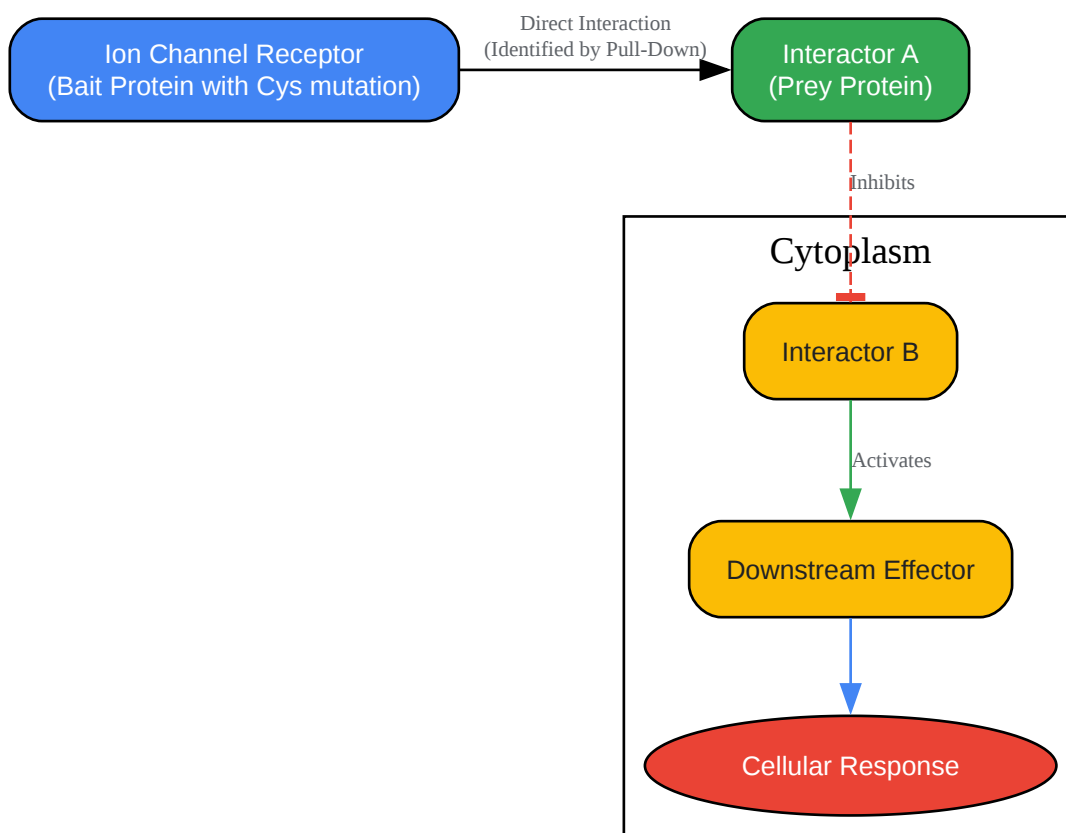 Ion Channel Receptor
(Bait Protein with Cys mutation)
Direct Interaction
(Identified by Pull-Down)
Interactor A
(Prey Protein)
Inhibits
Cytoplasm
Interactor B
Activates
Downstream Effector
Cellular Response